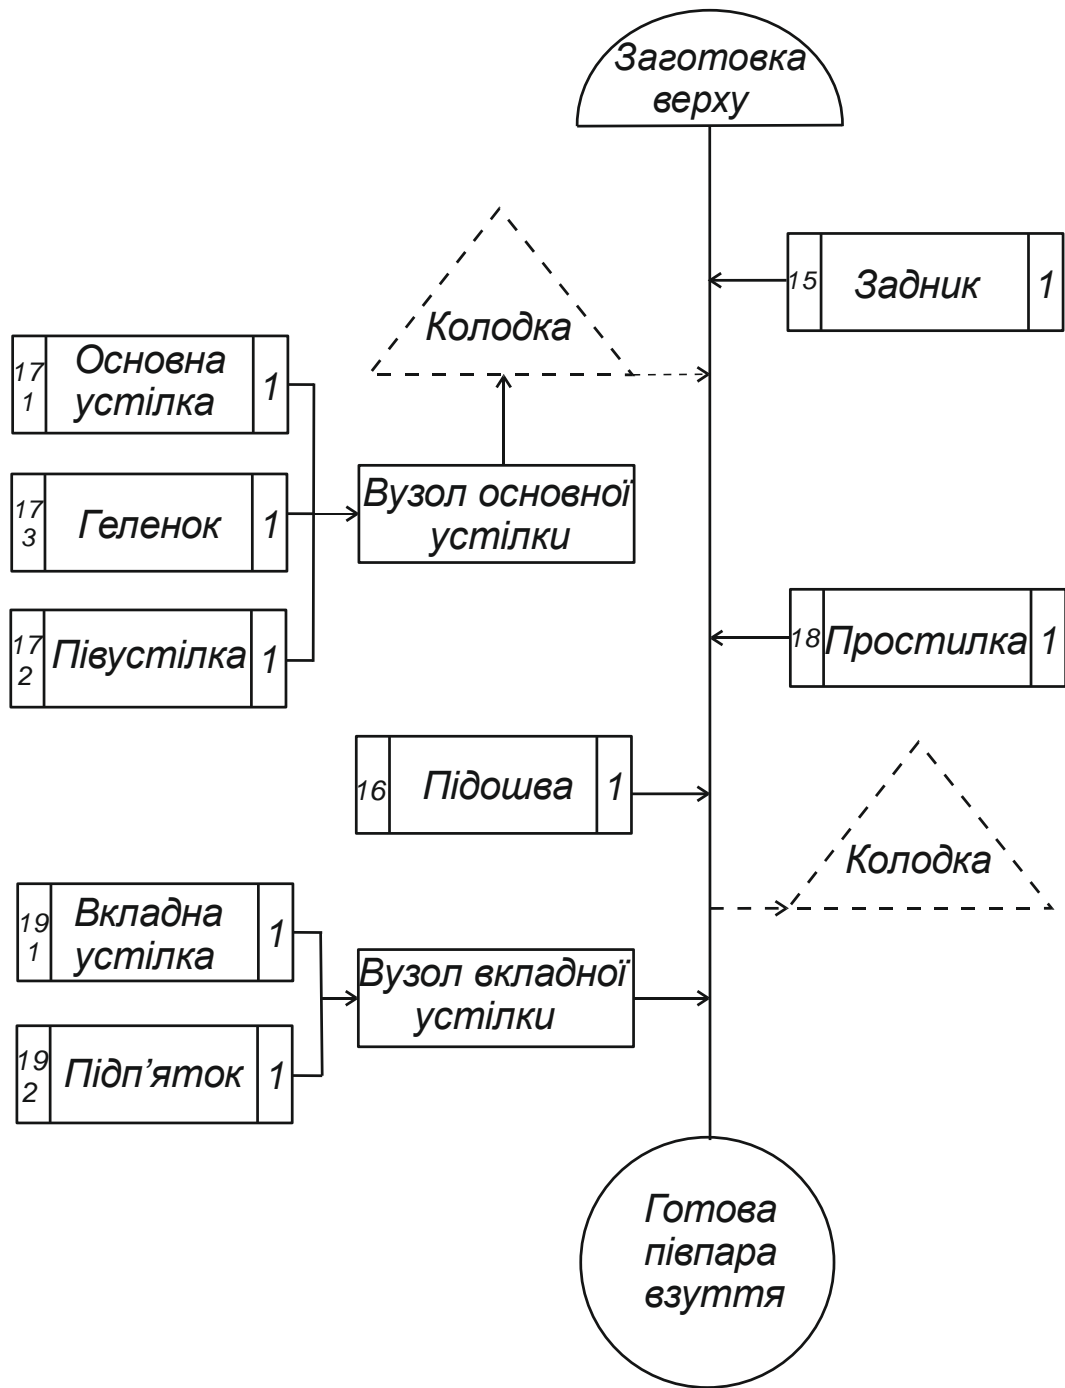 Заготовка
верху
15 Задник 1
Колодка
17
1
Основна
устілка
1
17
3
Геленок
1
Вузол основної
устілки
17
2
Півустілка
1
18 Простилка 1
16 Підошва 1
Колодка
19
1
Вкладна
устілка
1
Вузол вкладної
устілки
19
2
Підп’яток
1
Готова
півпара
взуття